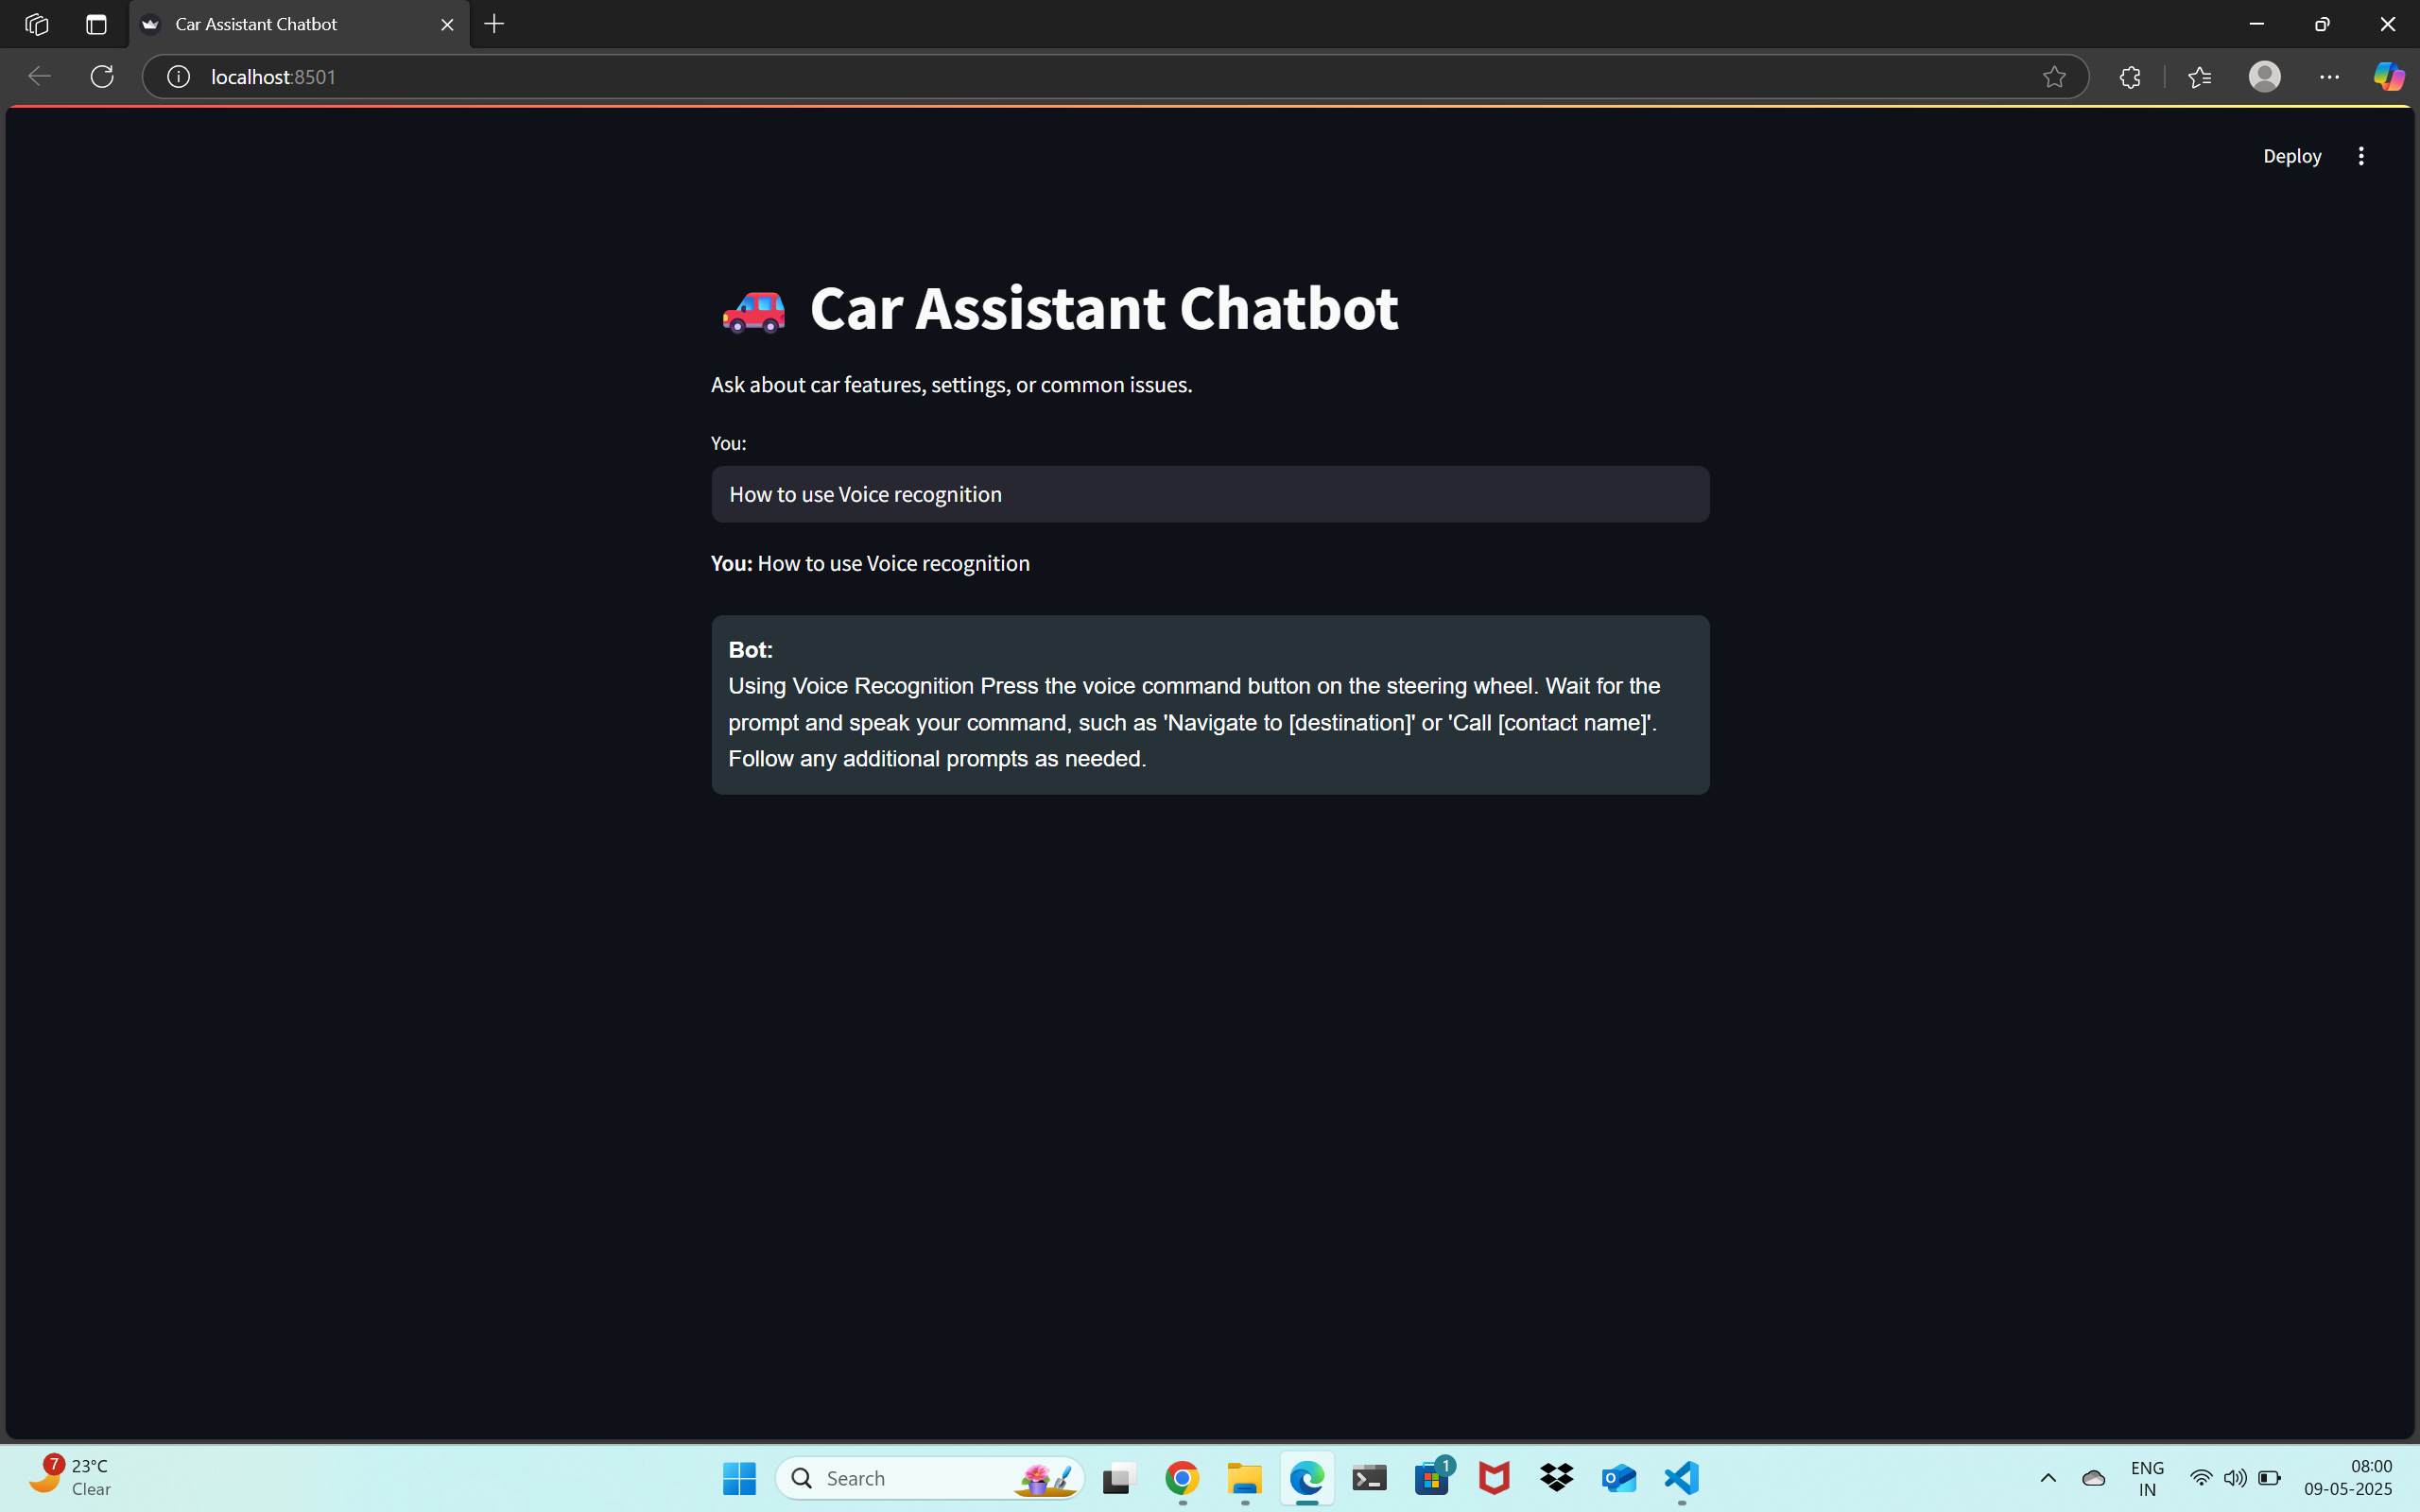 Car Assistant Chatbot
localhost:8501
Deploy
Car Assistant Chatbot
Ask about car features, settings, or common issues.
You:
How to use Voice recognition
You: How to use Voice recognition
Bot:
Using Voice Recognition Press the voice command button on the steering wheel. Wait for the
prompt and speak your command, such as 'Navigate to [destination]' or 'Call [contact name]'.
Follow any additional prompts as needed.
7
23°C
Clear
Search
1
ENG
IN
08:00
09-05-2025